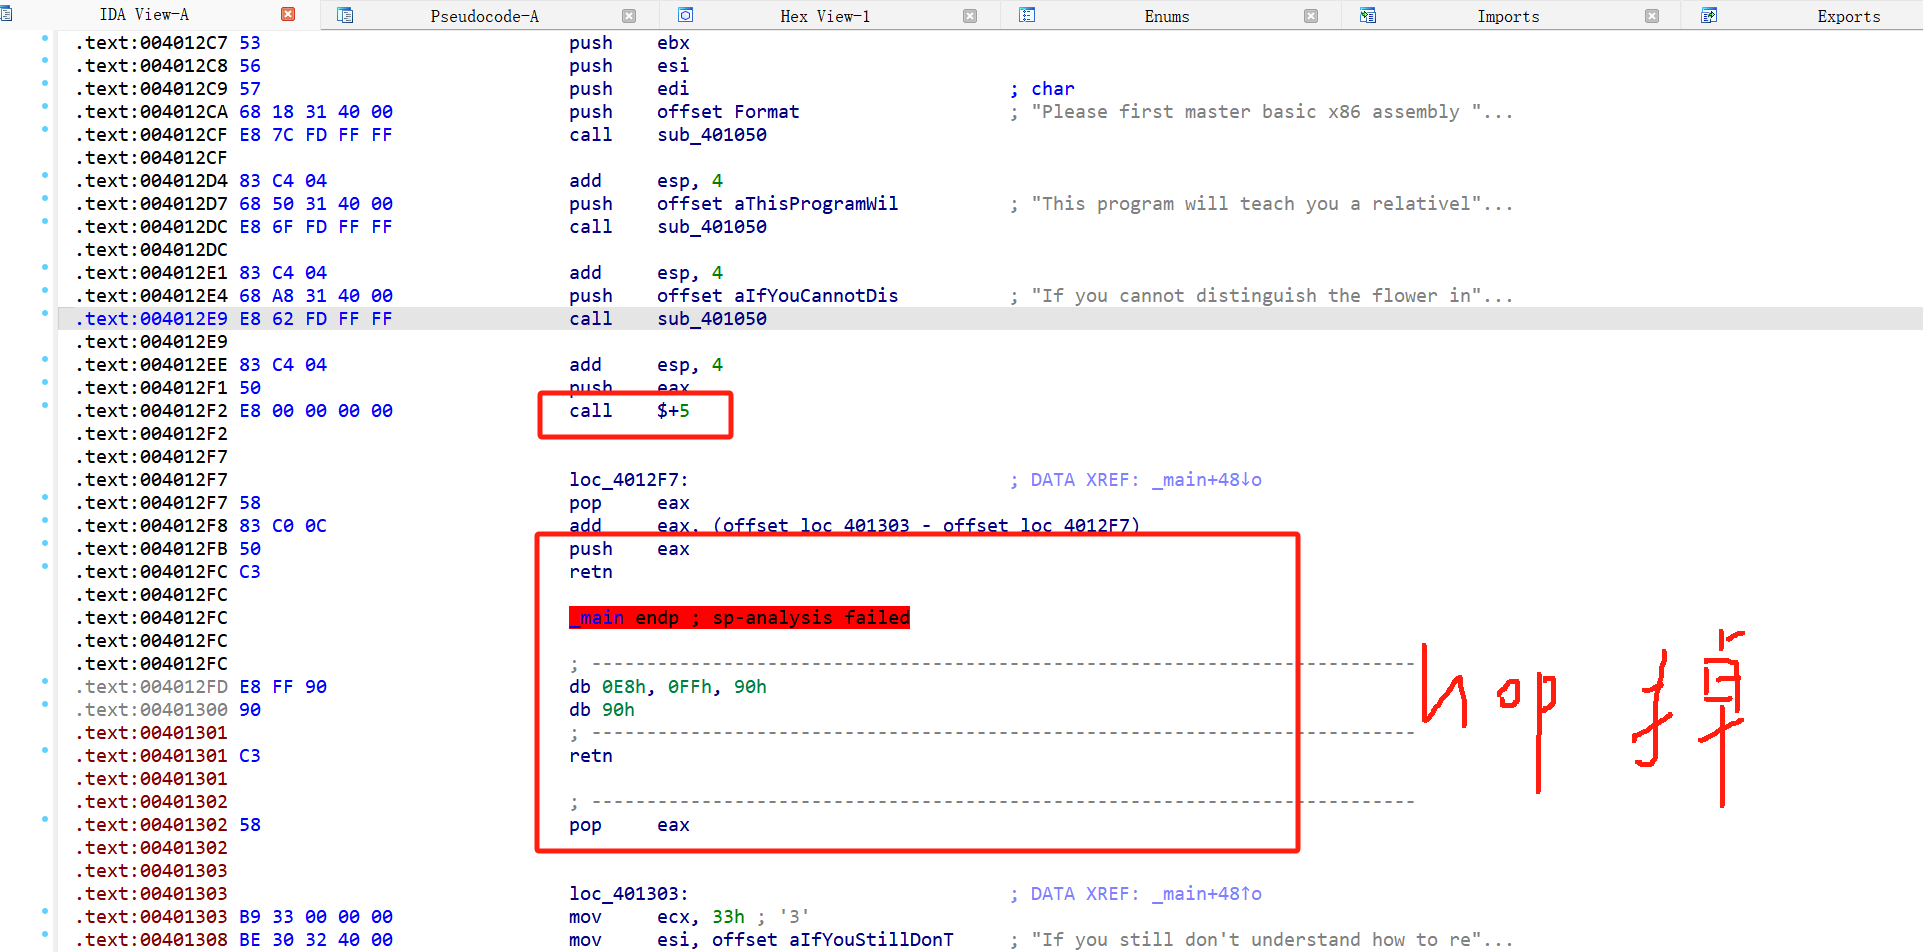 IDA View-A Pseudocode-A Hex View-1 Enums Imports Exports
.text:004012C7 53 push ebx
.text:004012C8 56 push esi
.text:004012C9 57 push edi ; char
.text:004012CA 68 18 31 40 00 push offset Format ; "Please first master basic x86 assembly "...
.text:004012CF E8 7C FD FF FF call sub_401050
.text:004012CF
.text:004012D4 83 C4 04 add esp, 4
.text:004012D7 68 50 31 40 00 push offset aThisProgramWil ; "This program will teach you a relativel"...
.text:004012DC E8 6F FD FF FF call sub_401050
.text:004012DC
.text:004012E1 83 C4 04 add esp, 4
.text:004012E4 68 A8 31 40 00 push offset aIfYouCannotDis ; "If you cannot distinguish the flower in"...
.text:004012E9 E8 62 FD FF FF call sub_401050
.text:004012E9
.text:004012EE 83 C4 04 add esp, 4
.text:004012F1 50 push eax
.text:004012F2 E8 00 00 00 00 call $+5
.text:004012F2
.text:004012F7
.text:004012F7 loc_4012F7: ; DATA XREF: _main+48↓o
.text:004012F7 58 pop eax
.text:004012F8 83 C0 0C add eax, (offset loc_401303 - offset loc_4012F7)
.text:004012FB 50 push eax
.text:004012FC C3 retn
.text:004012FC
.text:004012FC _main endp ; sp-analysis failed
.text:004012FC
.text:004012FC ; ---------------------------------------------------------------------------
.text:004012FD E8 FF 90 db 0E8h, 0FFh, 90h
.text:00401300 90 db 90h
.text:00401301 ; ---------------------------------------------------------------------------
.text:00401301 C3 retn
.text:00401301
.text:00401302 ; ---------------------------------------------------------------------------
.text:00401302 58 pop eax
.text:00401302
.text:00401303
.text:00401303 loc_401303: ; DATA XREF: _main+48↑o
.text:00401303 B9 33 00 00 00 mov ecx, 33h ; '3'
.text:00401308 BE 30 32 40 00 mov esi, offset aIfYouStillDonT ; "If you still don't understand how to re"...
nop 掉